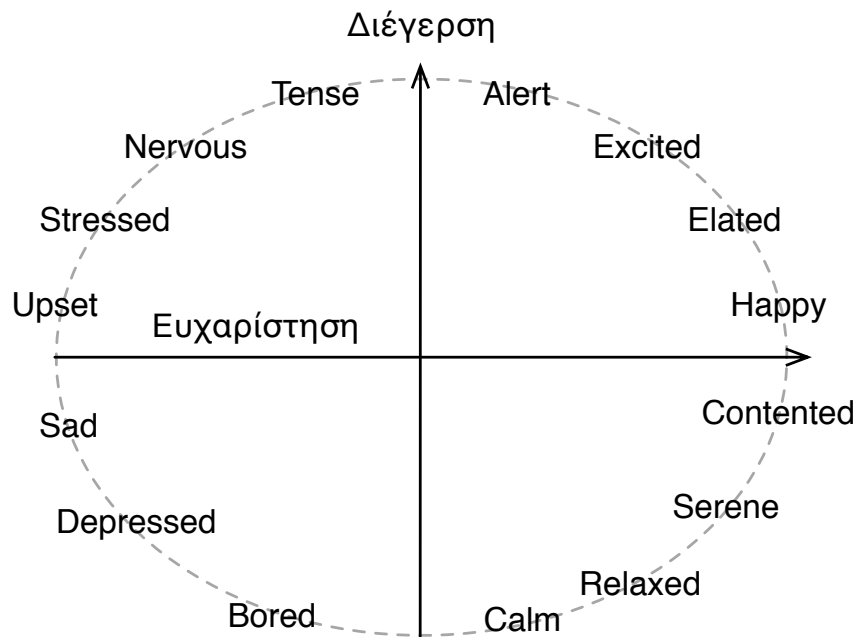 Διέγερση
Tense
Alert
Nervous
Excited
Stressed
Elated
Upset
Happy
Ευχαρίστηση
Contented
Sad
Serene
Depressed
Relaxed
Bored
Calm